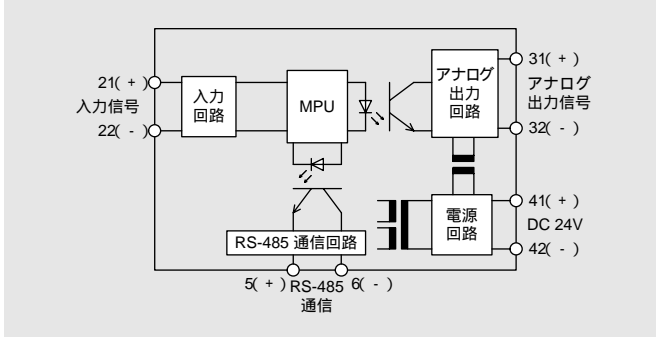 21( + )
入力信号
22( - )
入力
回路
MPU
アナログ
出力
回路
31( + )
アナログ
出力信号
32( - )
電源
回路
41( + )
DC 24V
42( - )
RS-485 通信回路
5( + )
RS-485
通信
6( - )